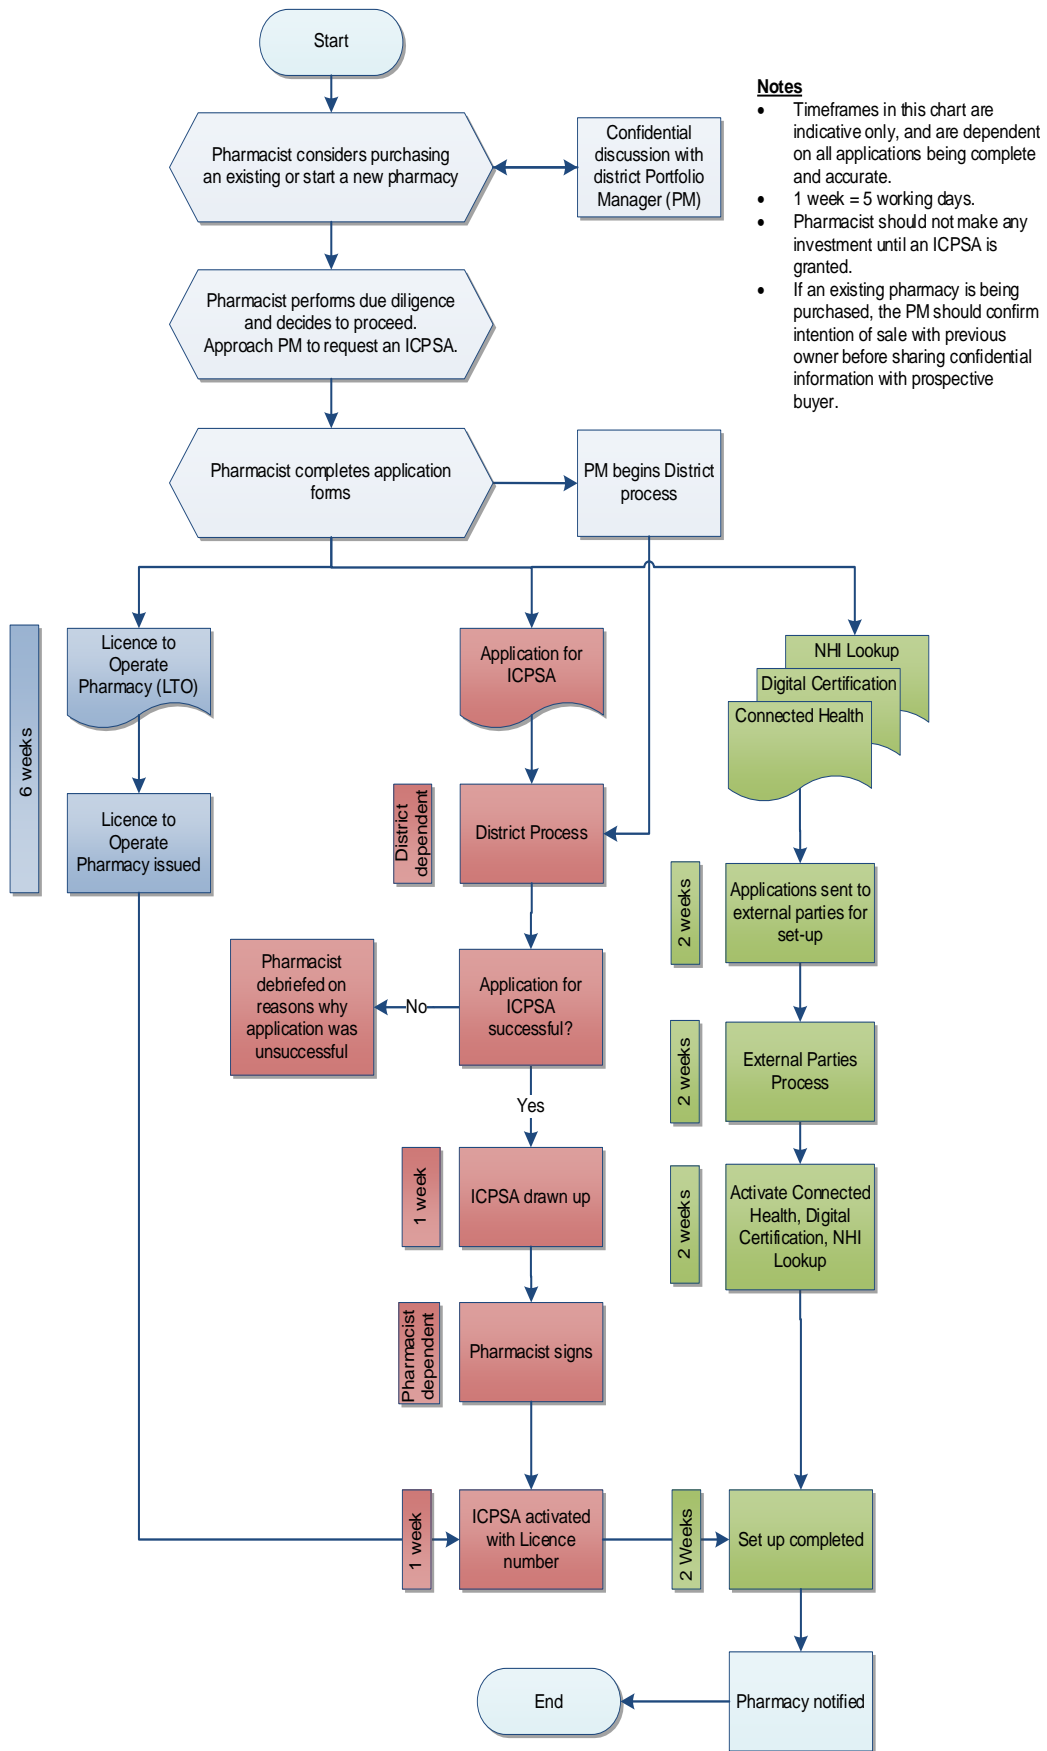 Start
Notes
• Timeframes in this chart are
indicative only, and are dependent
on all applications being complete
and accurate.
• 1 week = 5 working days.
• Pharmacist should not make any
investment until an ICPSA is
granted.
• If an existing pharmacy is being
purchased, the PM should confirm
intention of sale with previous
owner before sharing confidential
information with prospective
buyer.
Pharmacist considers purchasing
an existing or start a new pharmacy
Confidential
discussion with
district Portfolio
Manager (PM)
Pharmacist performs due diligence
and decides to proceed.
Approach PM to request an ICPSA.
Pharmacist completes application
forms
PM begins District
process
6 weeks
Licence to
Operate
Pharmacy (LTO)
Licence to
Operate
Pharmacy issued
Application for
ICPSA
District
dependent
District Process
Pharmacist
debriefed on
reasons why
application was
unsuccessful
No
Application for
ICPSA
successful?
Yes
1 week
ICPSA drawn up
Pharmacist
dependent
Pharmacist signs
1 week
ICPSA activated
with Licence
number
NHI Lookup
Digital Certification
Connected Health
2 weeks
Applications sent to
external parties for
set-up
2 weeks
External Parties
Process
2 weeks
Activate Connected
Health, Digital
Certification, NHI
Lookup
2 Weeks
Set up completed
Pharmacy notified
End